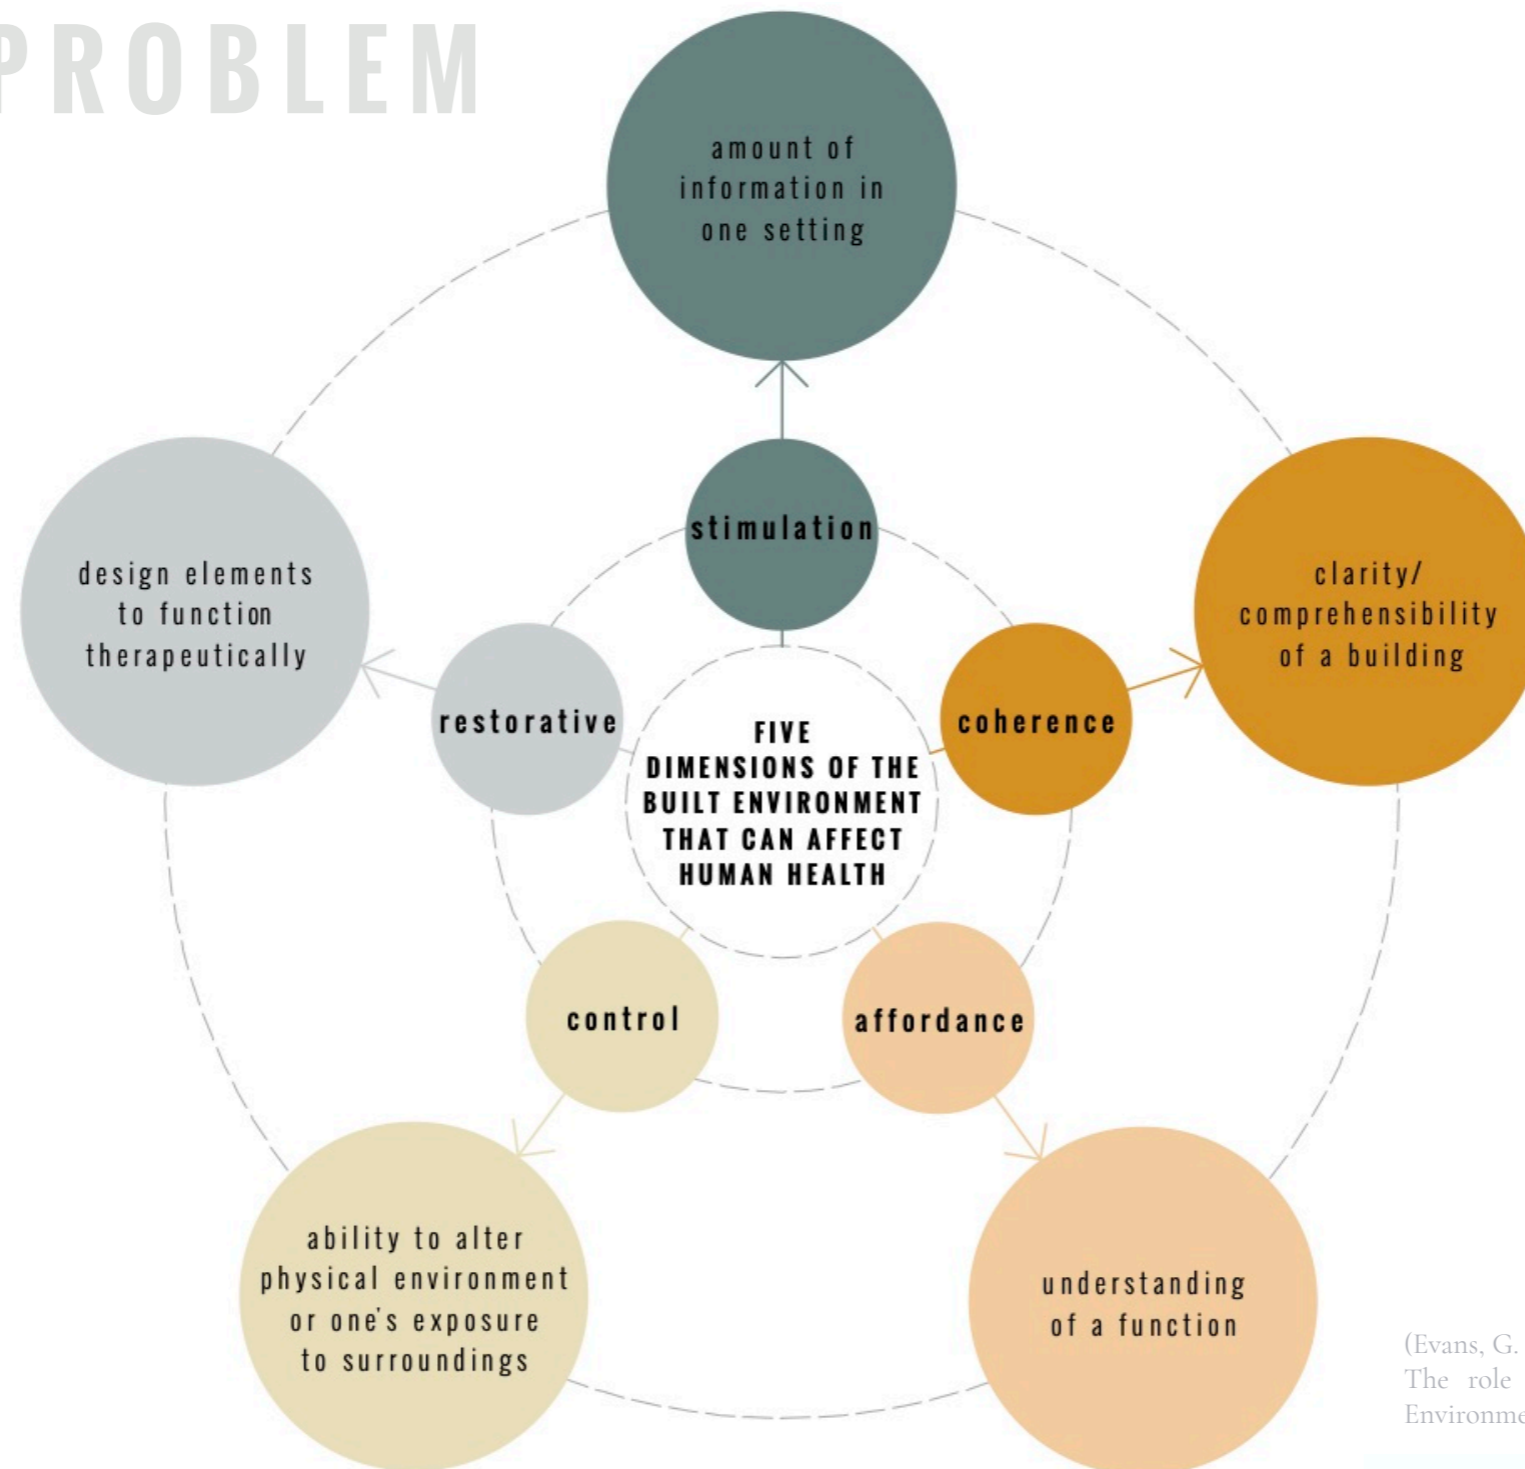 PROBLEM
amount of
information in
one setting
stimulation
design elements
to function
therapeutically
restorative
FIVE
DIMENSIONS OF THE
BUILT ENVIRONMENT
THAT CAN AFFECT
HUMAN HEALTH
coherence
clarity/
comprehensibility
of a building
control
affordance
ability to alter
physical environment
or one's exposure
to surroundings
understanding
of a function
(Evans, G.
The role
Environme